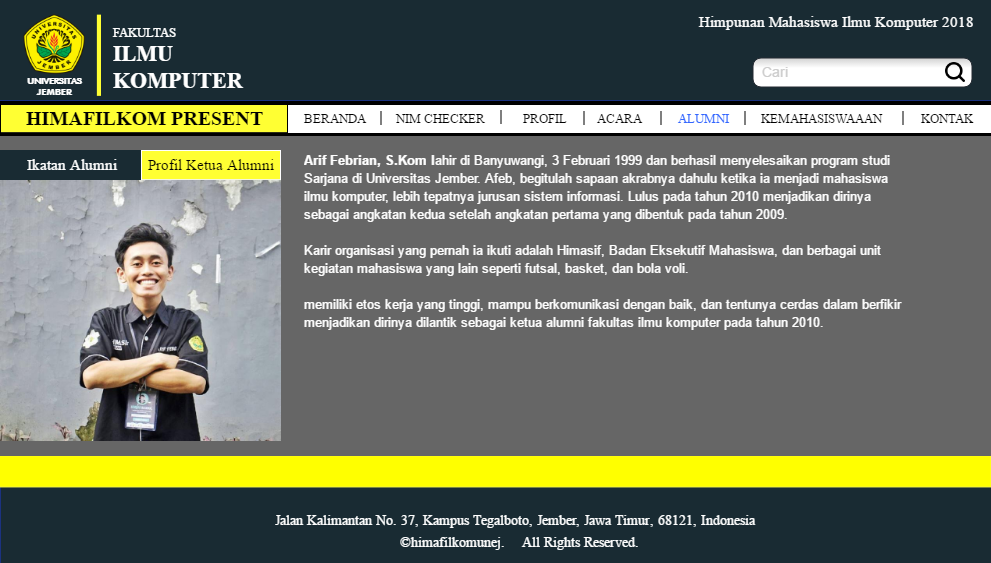 Himpunan Mahasiswa Ilmu Komputer 2018
UNIVERSITAS JEMBER
UNIVERSITAS
JEMBER
FAKULTAS
ILMU
KOMPUTER
Cari
HIMAFILKOM PRESENT
BERANDA | NIM CHECKER | PROFIL | ACARA | ALUMNI | KEMAHASISWAAAN | KONTAK
Ikatan Alumni
Profil Ketua Alumni
Arif Febrian, S.Kom lahir di Banyuwangi, 3 Februari 1999 dan berhasil menyelesaikan program studi
Sarjana di Universitas Jember. Afeb, begitulah sapaan akrabnya dahulu ketika ia menjadi mahasiswa
ilmu komputer, lebih tepatnya jurusan sistem informasi. Lulus pada tahun 2010 menjadikan dirinya
sebagai angkatan kedua setelah angkatan pertama yang dibentuk pada tahun 2009.
Karir organisasi yang pernah ia ikuti adalah Himasif, Badan Eksekutif Mahasiswa, dan berbagai unit
kegiatan mahasiswa yang lain seperti futsal, basket, dan bola voli.
memiliki etos kerja yang tinggi, mampu berkomunikasi dengan baik, dan tentunya cerdas dalam berfikir
menjadikan dirinya dilantik sebagai ketua alumni fakultas ilmu komputer pada tahun 2010.
Jalan Kalimantan No. 37, Kampus Tegalboto, Jember, Jawa Timur, 68121, Indonesia
©himafilkomunej. All Rights Reserved.